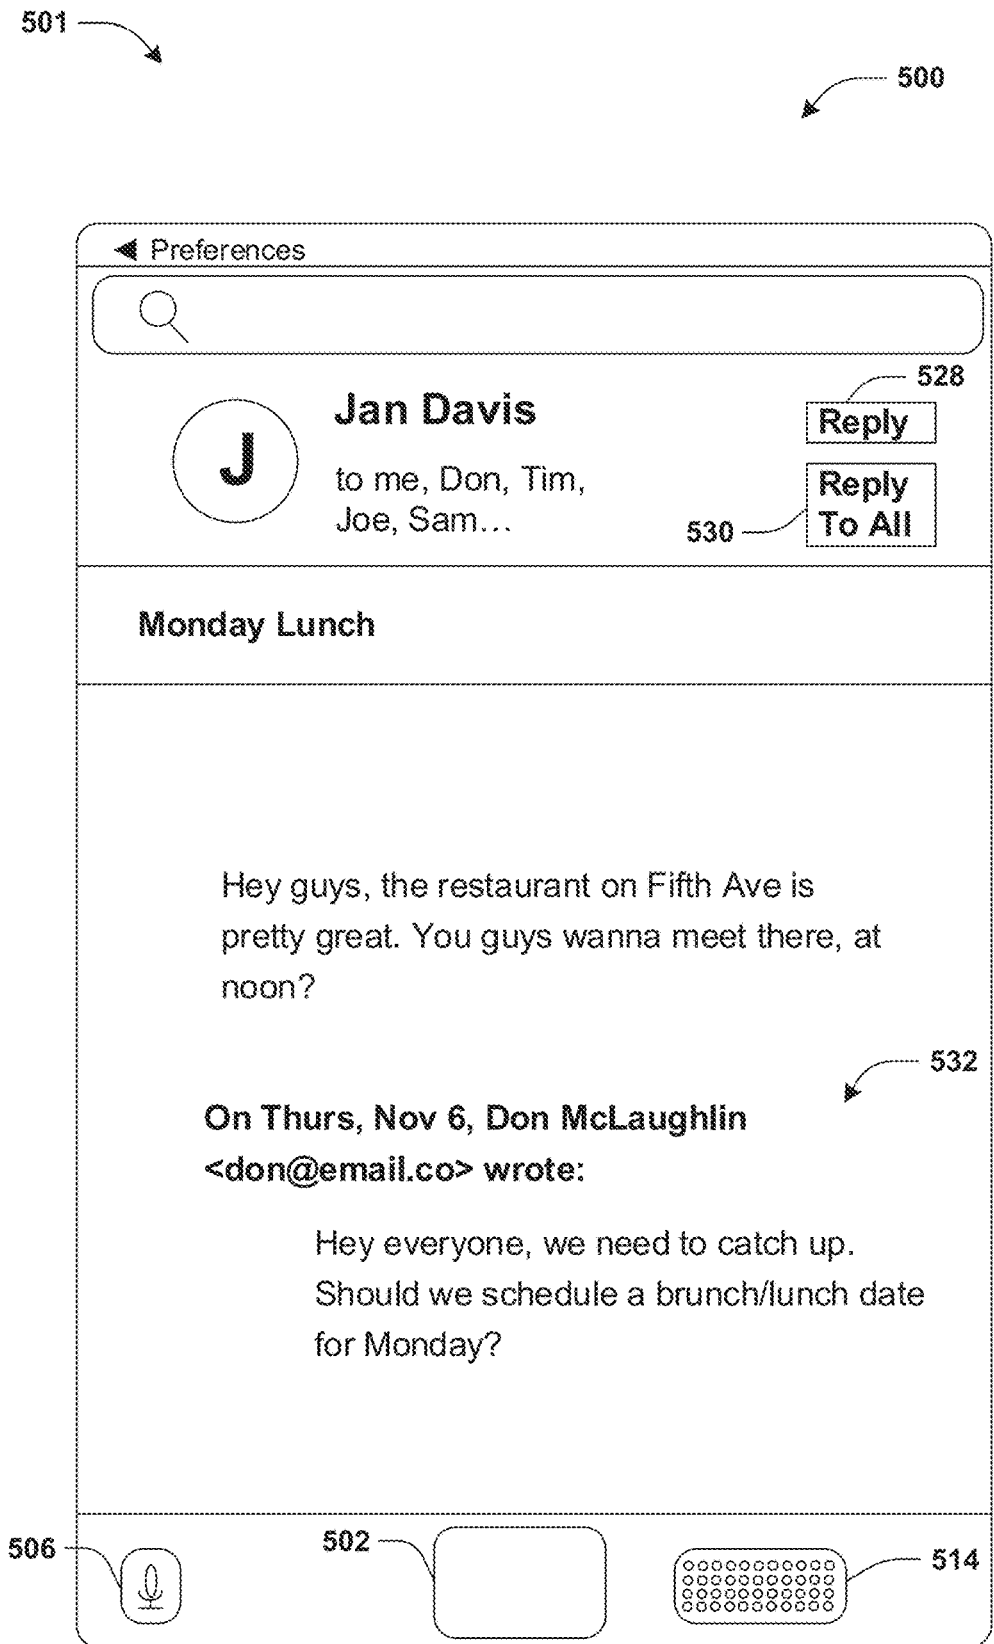 501
500
◀ Preferences
528
Jan Davis
Reply
J
to me, Don, Tim,
Joe, Sam...
Reply
To All
530
Monday Lunch
Hey guys, the restaurant on Fifth Ave is
pretty great. You guys wanna meet there, at
noon?
532
On Thurs, Nov 6, Don McLaughlin
<don@email.co> wrote:
Hey everyone, we need to catch up.
Should we schedule a brunch/lunch date
for Monday?
506
502
514